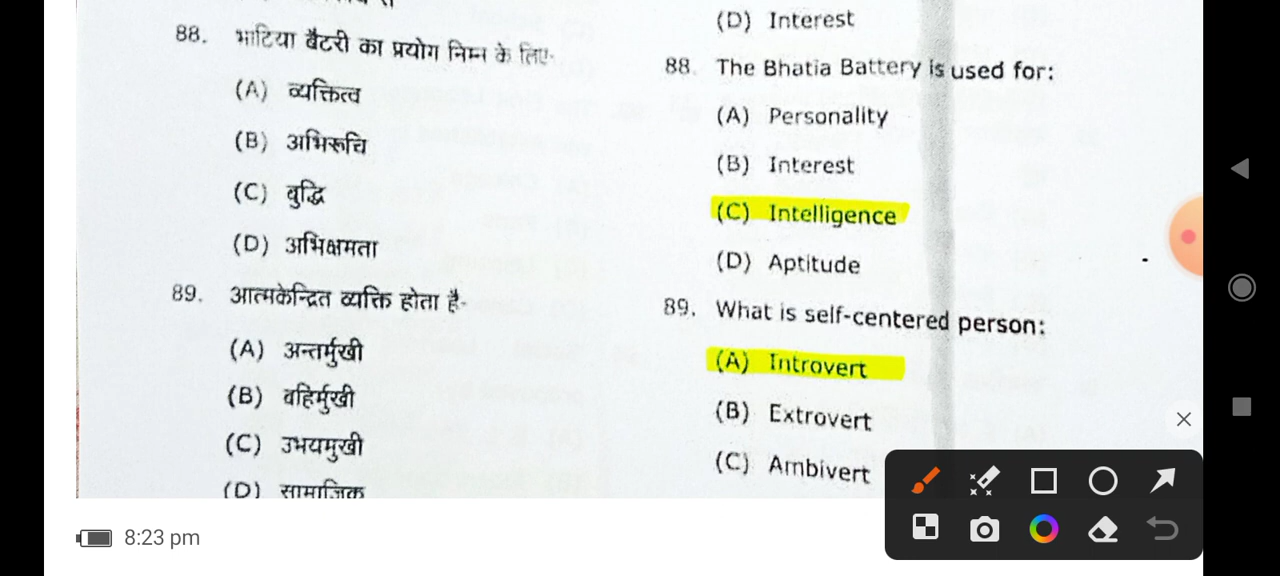 88. भाटिया बैटरी का प्रयोग निम्न के लिए-
(A) व्यक्तित्व
(B) अभिरूचि
(C) बुद्धि
(D) अभिक्षमता
89. आत्मकेन्द्रित व्यक्ति होता है-
(A) अन्तर्मुखी
(B) बहिर्मुखी
(C) उभयमुखी
(D) सामाजिक
(D) Interest
88. The Bhatia Battery is used for:
(A) Personality
(B) Interest
(C) Intelligence
(D) Aptitude
89. What is self-centered person:
(A) Introvert
(B) Extrovert
(C) Ambivert
8:23 pm